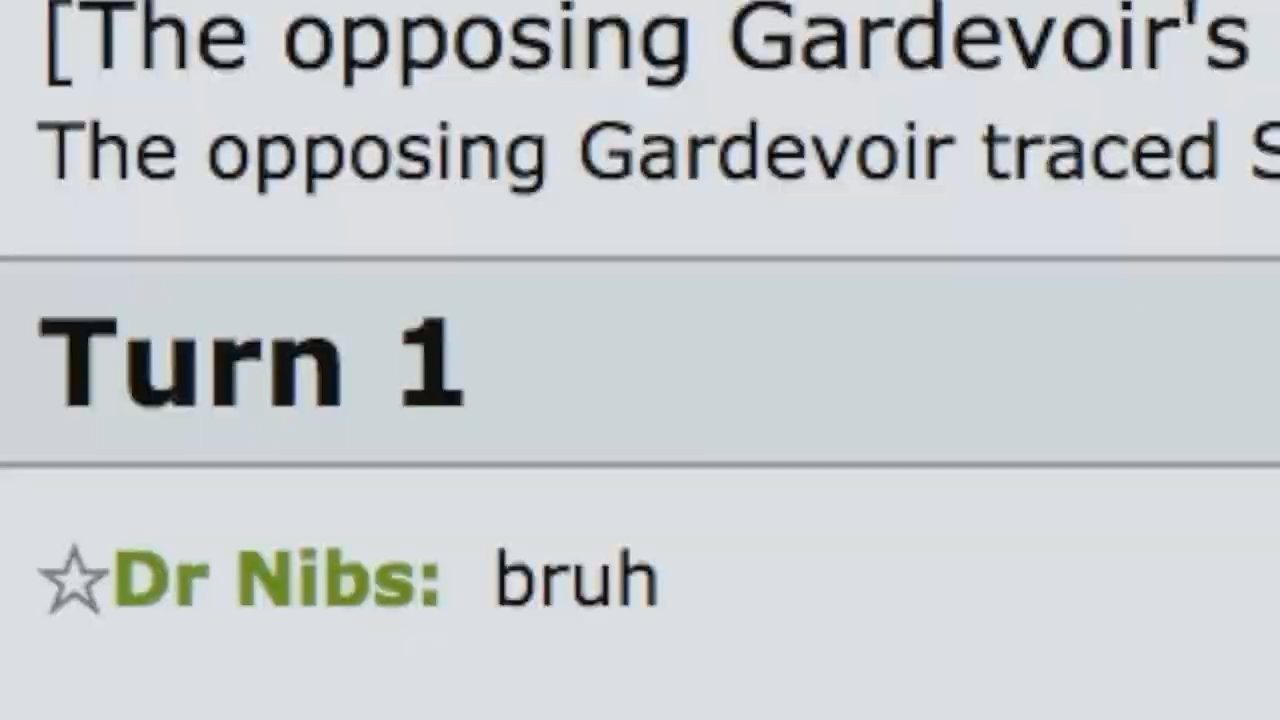 [The opposing Gardevoir's
The opposing Gardevoir traced
Turn 1
☆Dr Nibs: bruh